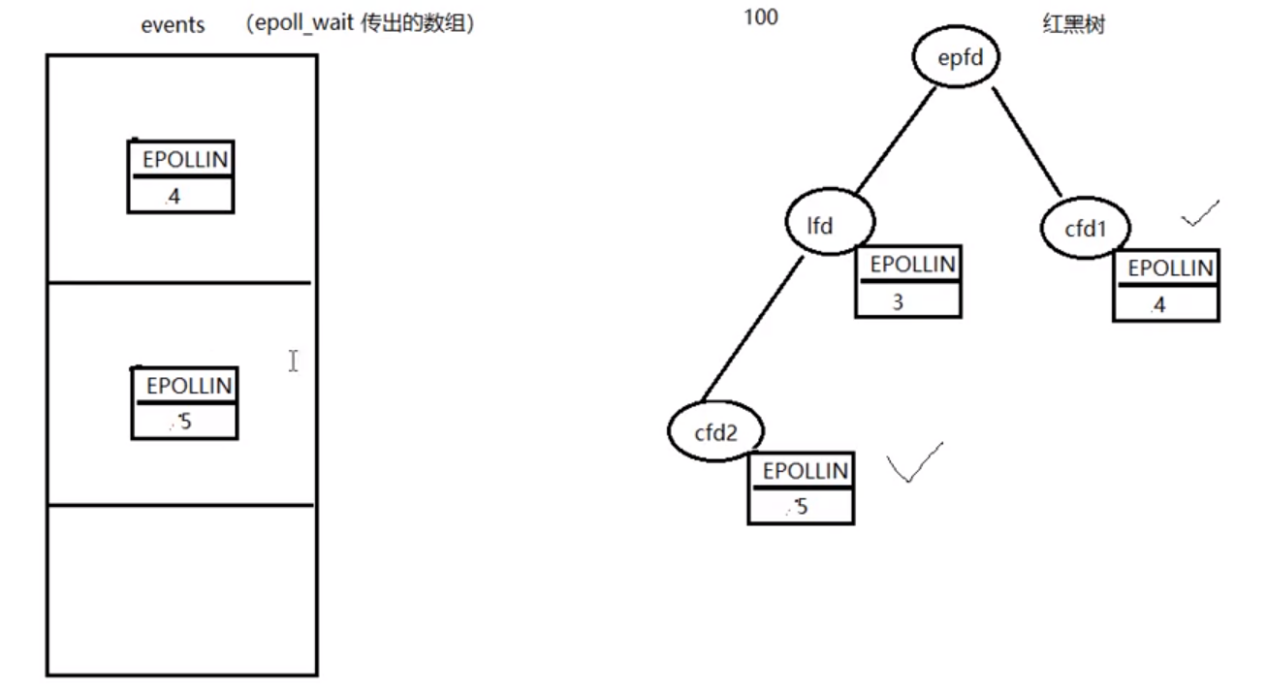 events （epoll_wait 传出的数组）
EPOLLIN
4
EPOLLIN
5
100
红黑树
epfd
lfd
EPOLLIN
3
cfd1
EPOLLIN
4
cfd2
EPOLLIN
5